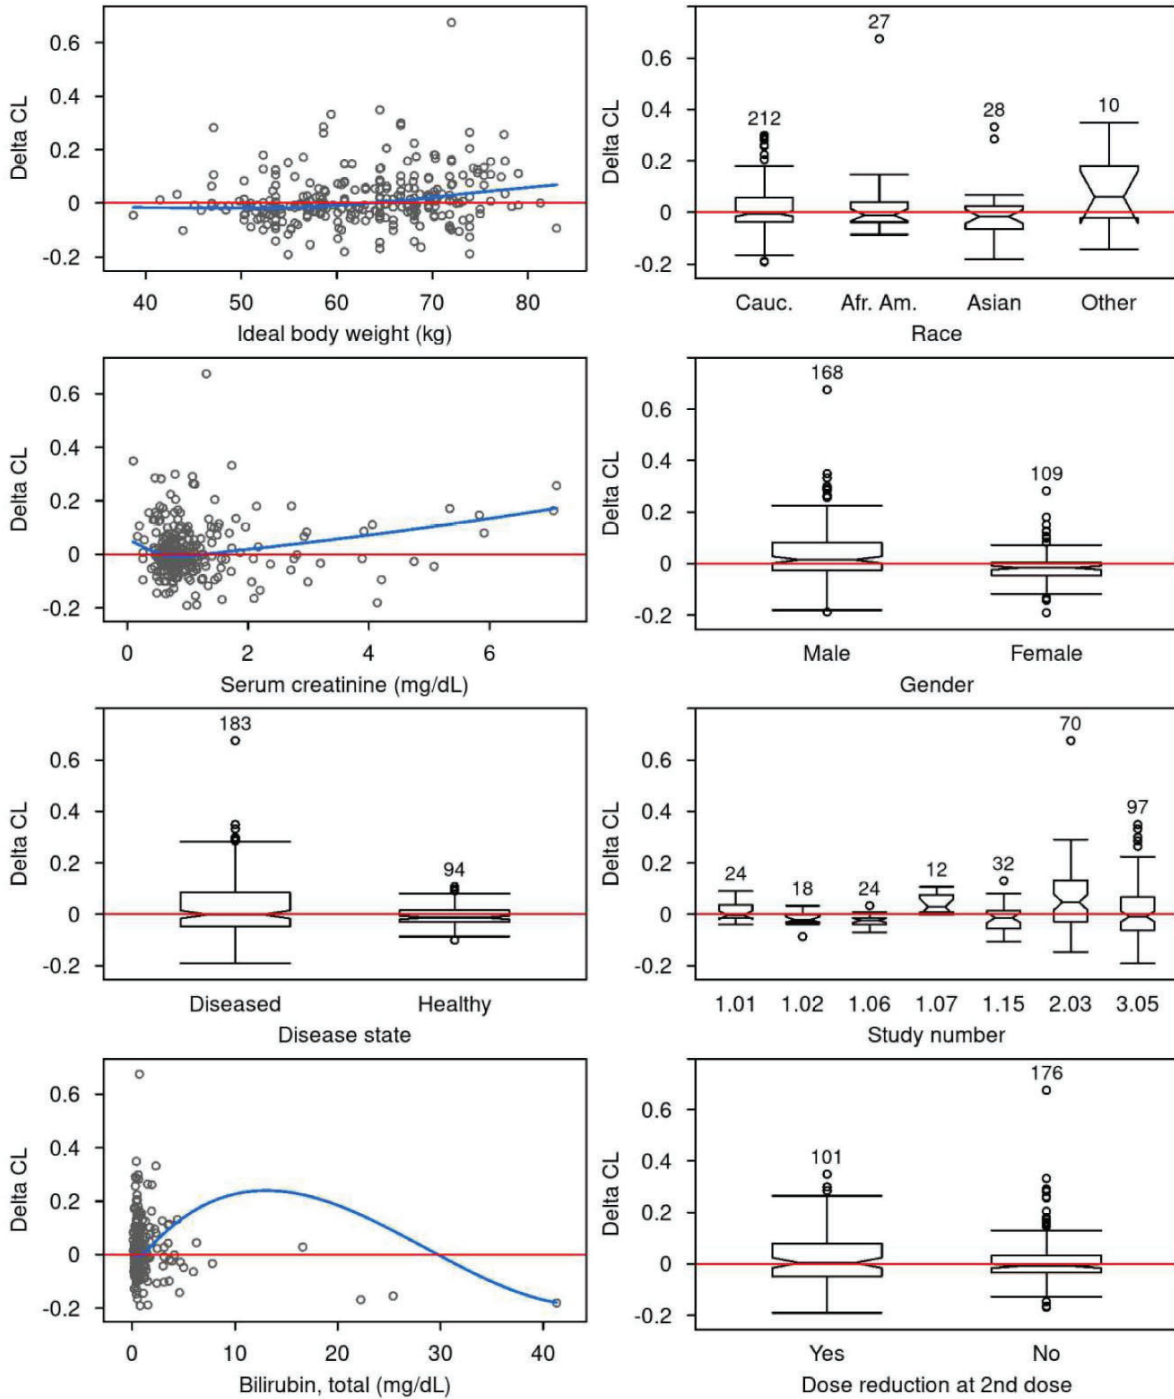 Delta CL
0.6
0.4
0.2
0
-0.2
40 50 60 70 80
Ideal body weight (kg)
Delta CL
0.6
0.4
0.2
0
-0.2
212 27 28 10
Cauc. Afr. Am. Asian Other
Race
Delta CL
0.6
0.4
0.2
0
-0.2
0 2 4 6
Serum creatinine (mg/dL)
Delta CL
0.6
0.4
0.2
0
-0.2
168 109
Male Female
Gender
Delta CL
0.6
0.4
0.2
0
-0.2
183 94
Diseased Healthy
Disease state
Delta CL
0.6
0.4
0.2
0
-0.2
24 18 24 12 32 70 97
1.01 1.02 1.06 1.07 1.15 2.03 3.05
Study number
Delta CL
0.6
0.4
0.2
0
-0.2
0 10 20 30 40
Bilirubin, total (mg/dL)
Delta CL
0.6
0.4
0.2
0
-0.2
101 176
Yes No
Dose reduction at 2nd dose